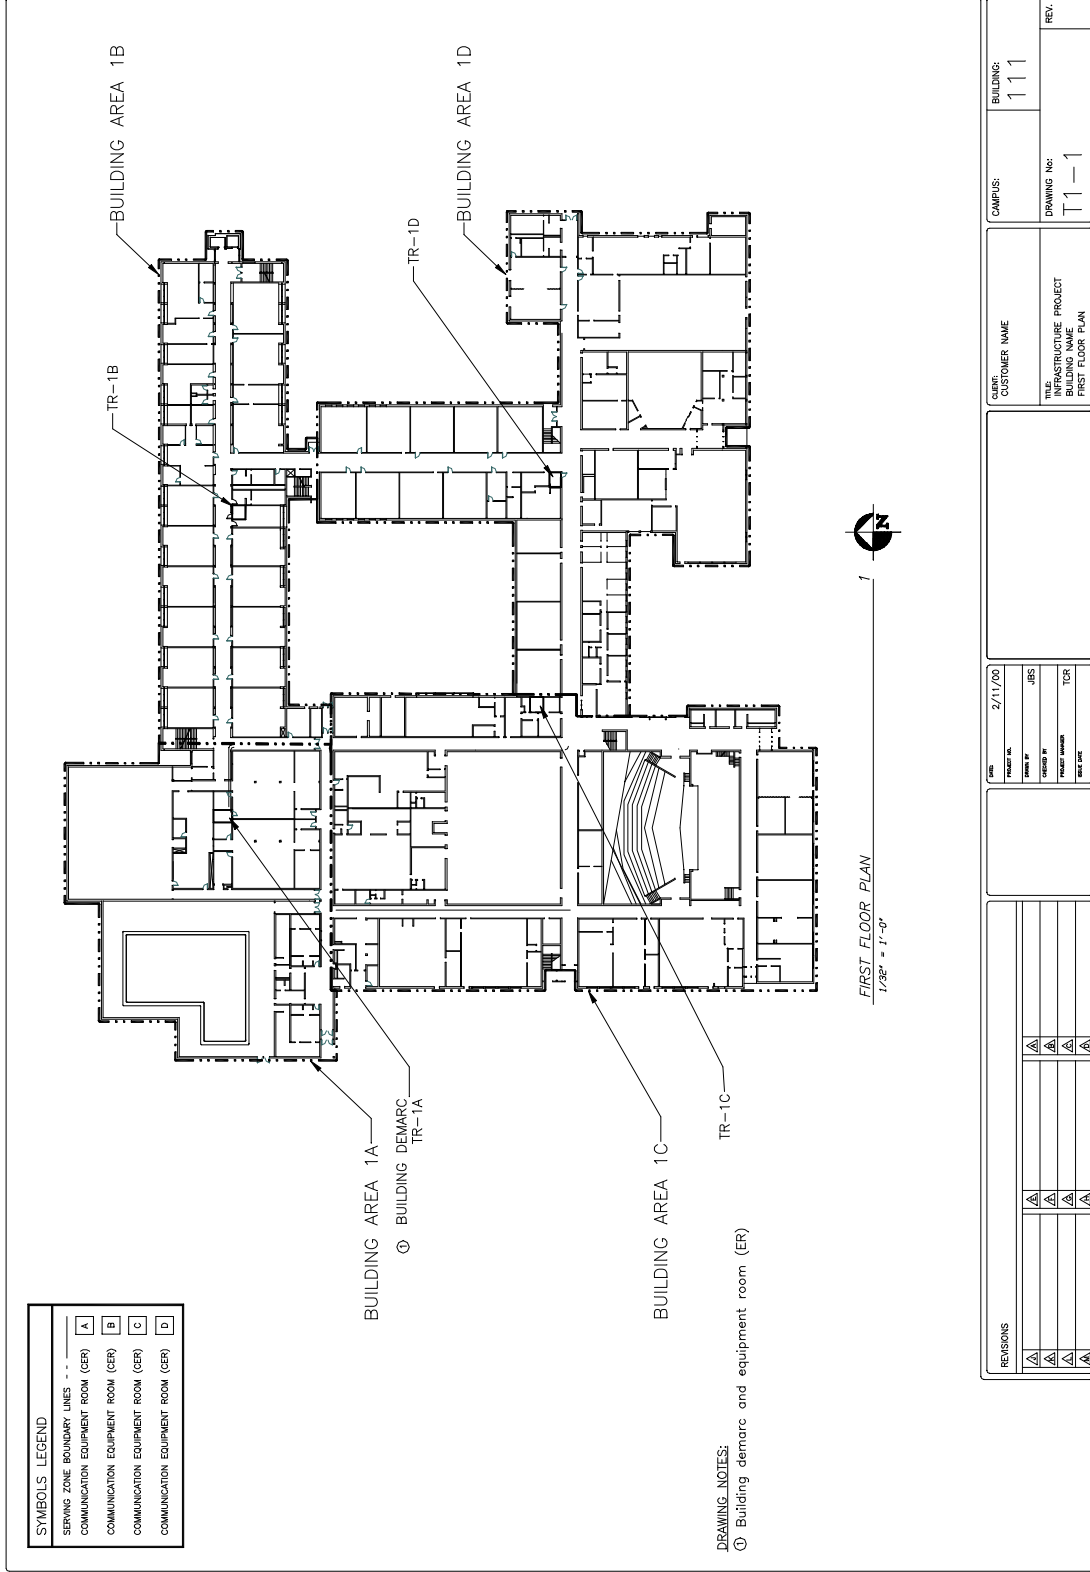 SYMBOLS LEGEND
SERVING ZONE BOUNDARY LINES
COMMUNICATION EQUIPMENT ROOM (CER) A
COMMUNICATION EQUIPMENT ROOM (CER) B
COMMUNICATION EQUIPMENT ROOM (CER) C
COMMUNICATION EQUIPMENT ROOM (CER) D
BUILDING AREA 1A
1 BUILDING DEMARC
TR-1A
BUILDING AREA 1B
TR-1B
BUILDING AREA 1C
TR-1C
BUILDING AREA 1D
TR-1D
DRAWING NOTES:
1 Building demarc and equipment room (ER)
FIRST FLOOR PLAN 1
1/32" = 1'-0"
N
REVISIONS
DATE: 2/11/00
PROJECT NO.
DRAWN BY JBS
CHECKED BY
PROJECT MANAGER TCR
ISSUE DATE
CLIENT:
CUSTOMER NAME
TITLE:
INFRASTRUCTURE PROJECT
BUILDING NAME
FIRST FLOOR PLAN
CAMPUS:
BUILDING:
111
DRAWING No:
T1-1
REV.